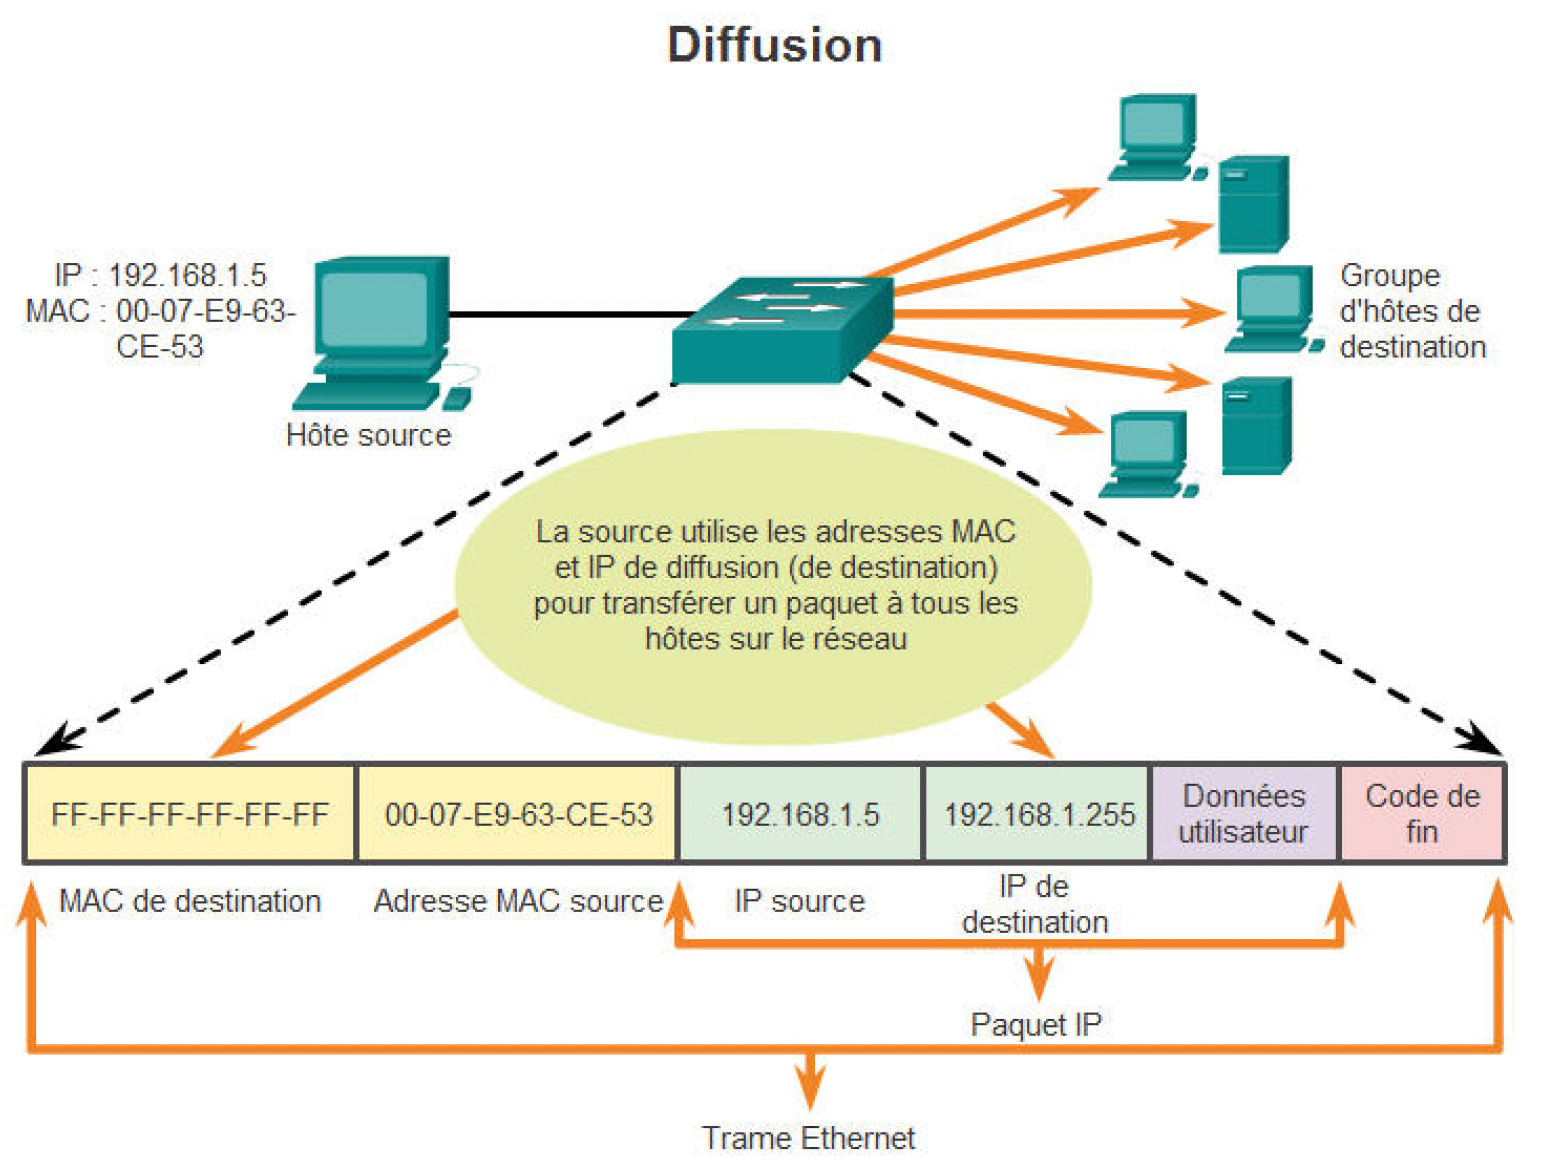 Diffusion
IP : 192.168.1.5
MAC : 00-07-E9-63-
CE-53
Hôte source
Groupe
d'hôtes de
destination
La source utilise les adresses MAC
et IP de diffusion (de destination)
pour transférer un paquet à tous les
hôtes sur le réseau
FF-FF-FF-FF-FF-FF
00-07-E9-63-CE-53
192.168.1.5
192.168.1.255
Données
utilisateur
Code de
fin
MAC de destination
Adresse MAC source
IP source
IP de
destination
Paquet IP
Trame Ethernet